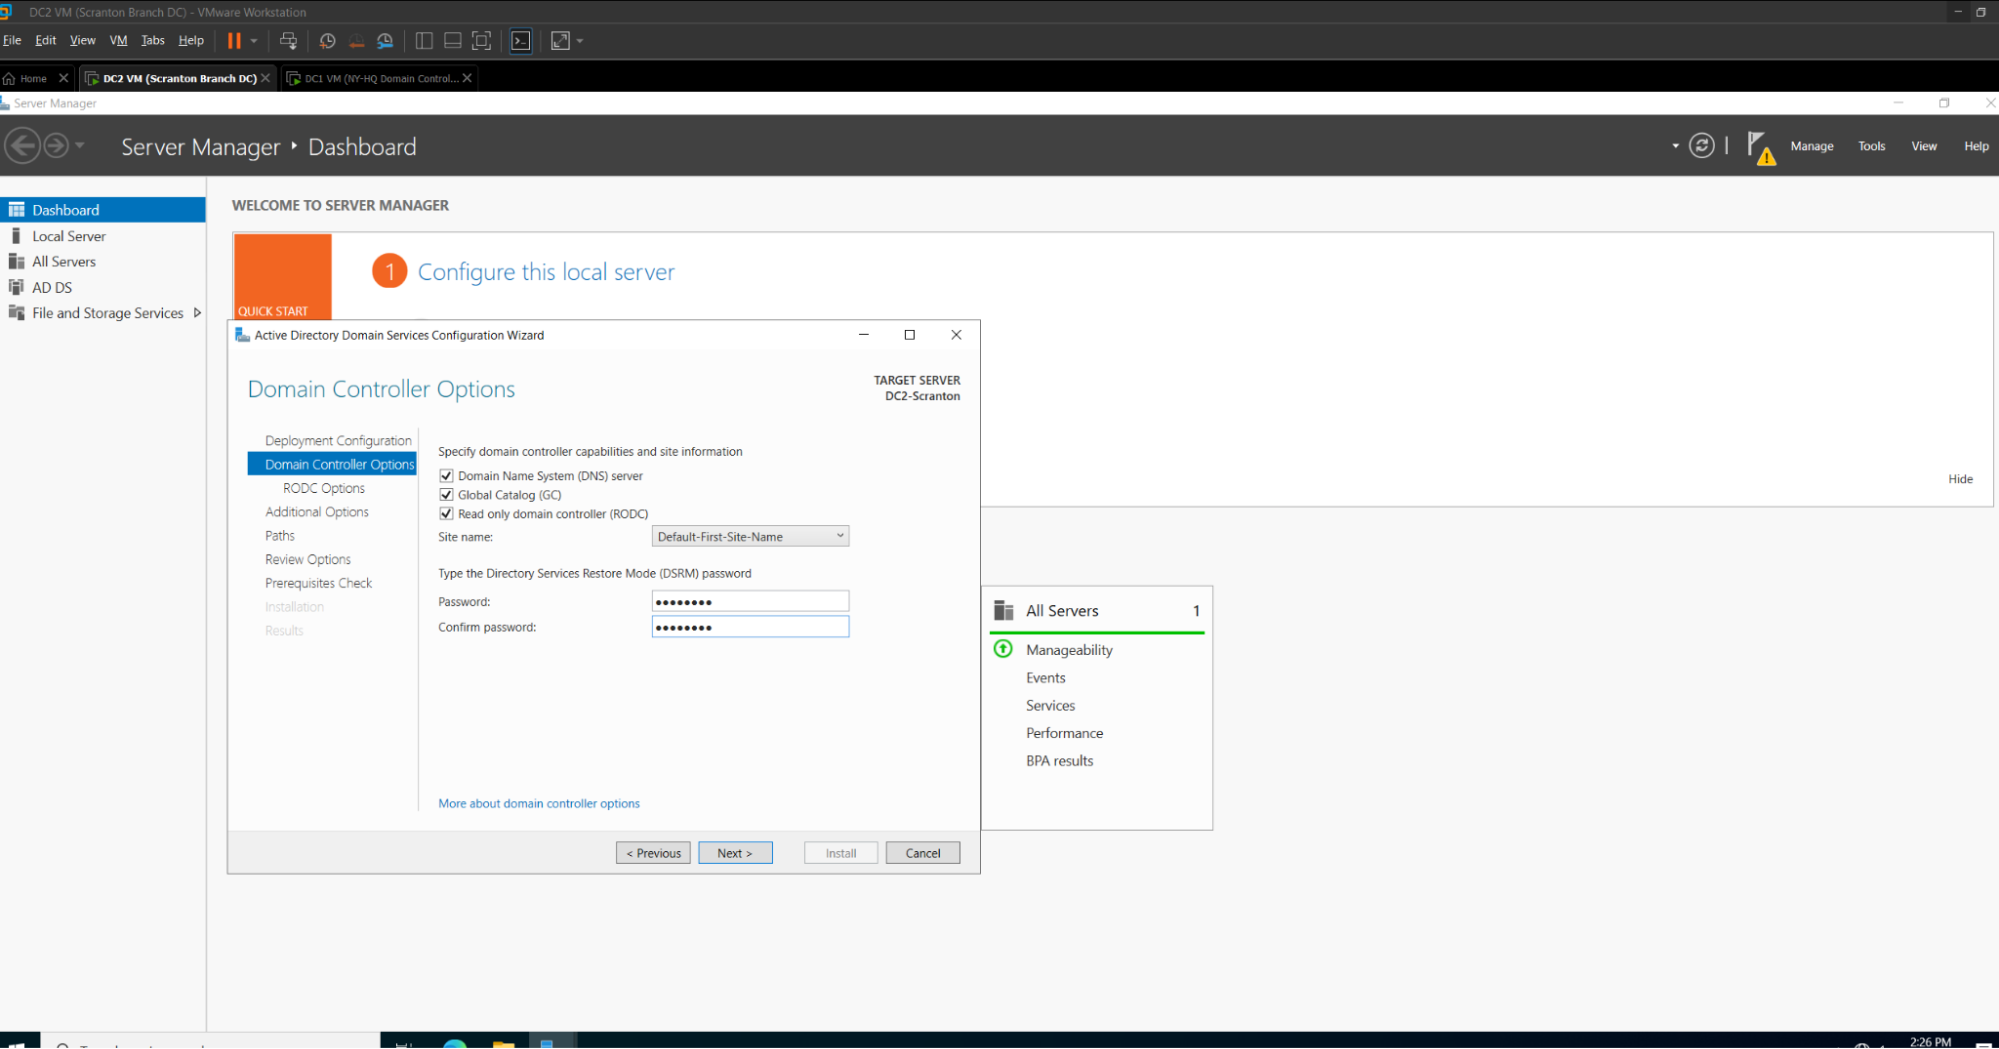 DC2 VM (Scranton Branch DC) - VMware Workstation
File Edit View VM Tabs Help
Home DC2 VM (Scranton Branch DC) DC1 VM (NY-HQ Domain Control...
Server Manager
Server Manager Dashboard
Manage Tools View Help
Dashboard
Local Server
All Servers
AD DS
File and Storage Services
WELCOME TO SERVER MANAGER
1 Configure this local server
QUICK START
Hide
Active Directory Domain Services Configuration Wizard
Domain Controller Options
TARGET SERVER
DC2-Scranton
Deployment Configuration
Domain Controller Options
RODC Options
Additional Options
Paths
Review Options
Prerequisites Check
Installation
Results
Specify domain controller capabilities and site information
Domain Name System (DNS) server
Global Catalog (GC)
Read only domain controller (RODC)
Site name: Default-First-Site-Name
Type the Directory Services Restore Mode (DSRM) password
Password: ●●●●●●●●
Confirm password: ●●●●●●●●
More about domain controller options
< Previous Next > Install Cancel
All Servers 1
Manageability
Events
Services
Performance
BPA results
2:26 PM